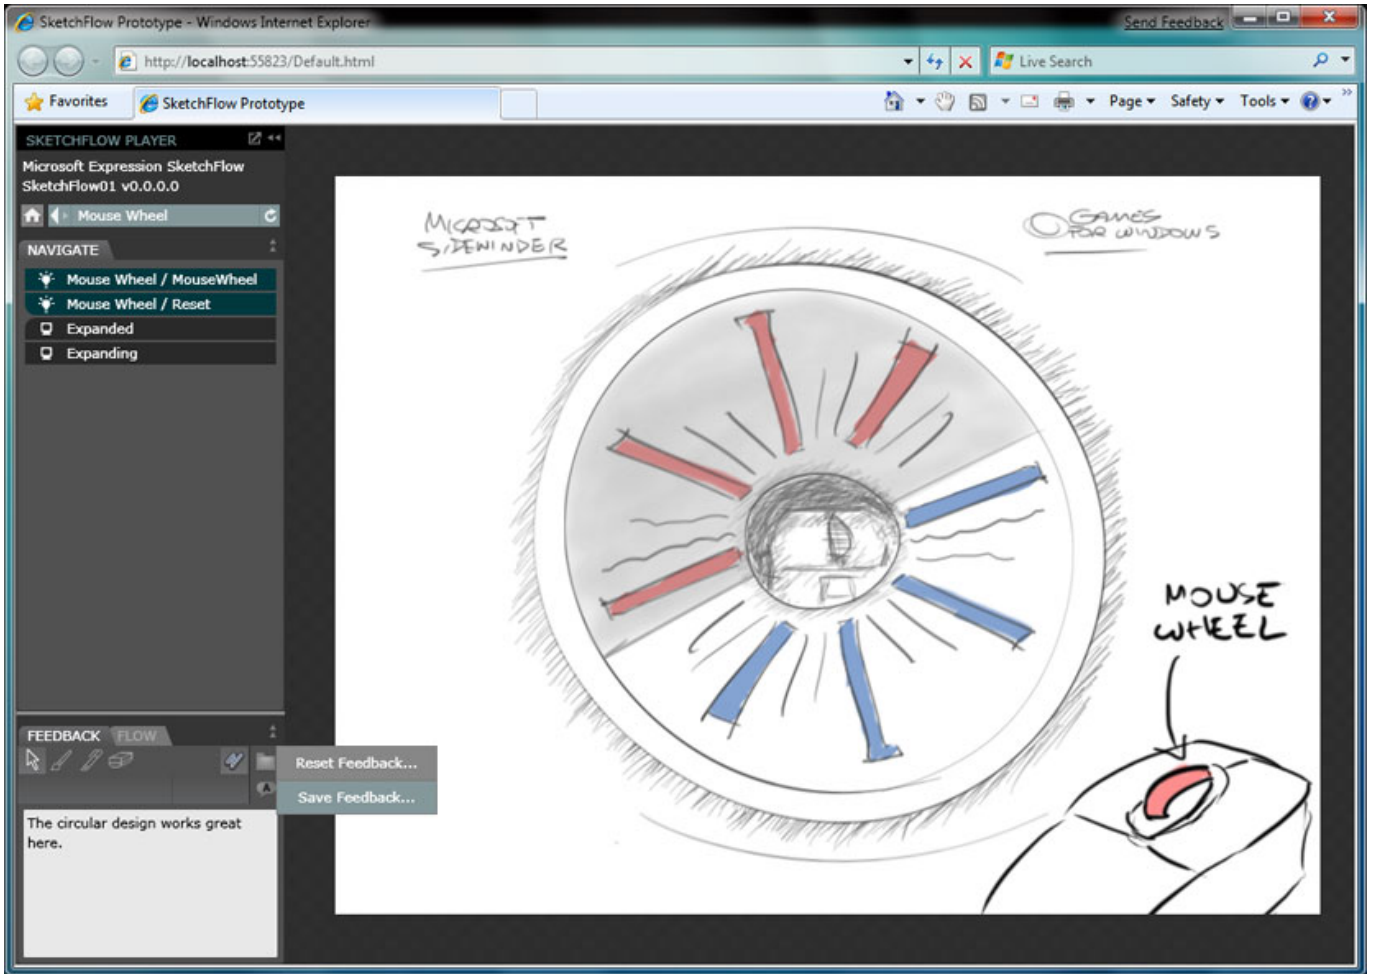 SketchFlow Prototype - Windows Internet Explorer
Send Feedback
http://localhost:55823/Default.html
Live Search
Favorites
SketchFlow Prototype
Page
Safety
Tools
SKETCHFLOW PLAYER
Microsoft Expression SketchFlow
SketchFlow01 v0.0.0.0
Mouse Wheel
NAVIGATE
Mouse Wheel / MouseWheel
Mouse Wheel / Reset
Expanded
Expanding
MICROSOFT
SIDEWINDER
GAMES
FOR WINDOWS
MOUSE
WHEEL
FEEDBACK
FLOW
Reset Feedback...
Save Feedback...
The circular design works great
here.